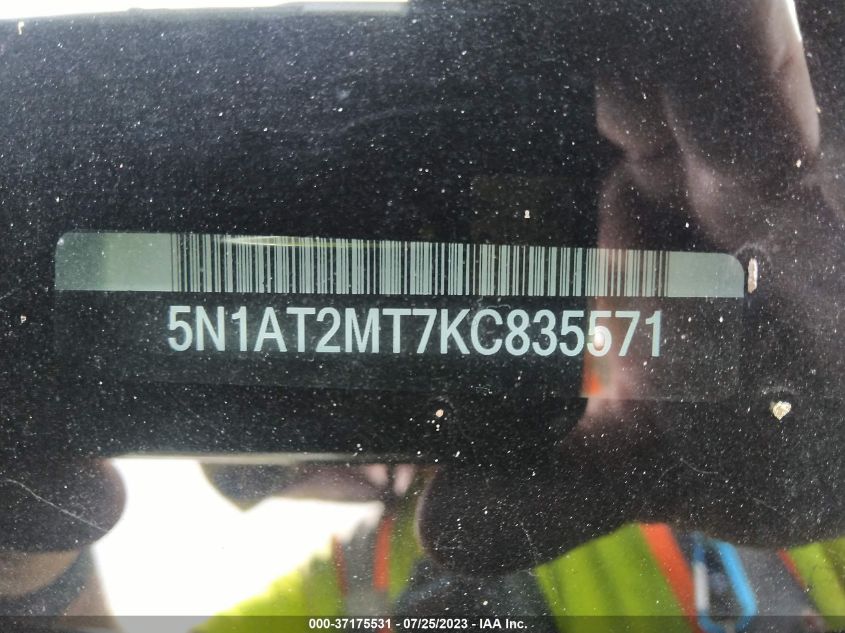 5N1AT2MT7KC835571
000-37175531 - 07/25/2023 - IAA Inc.